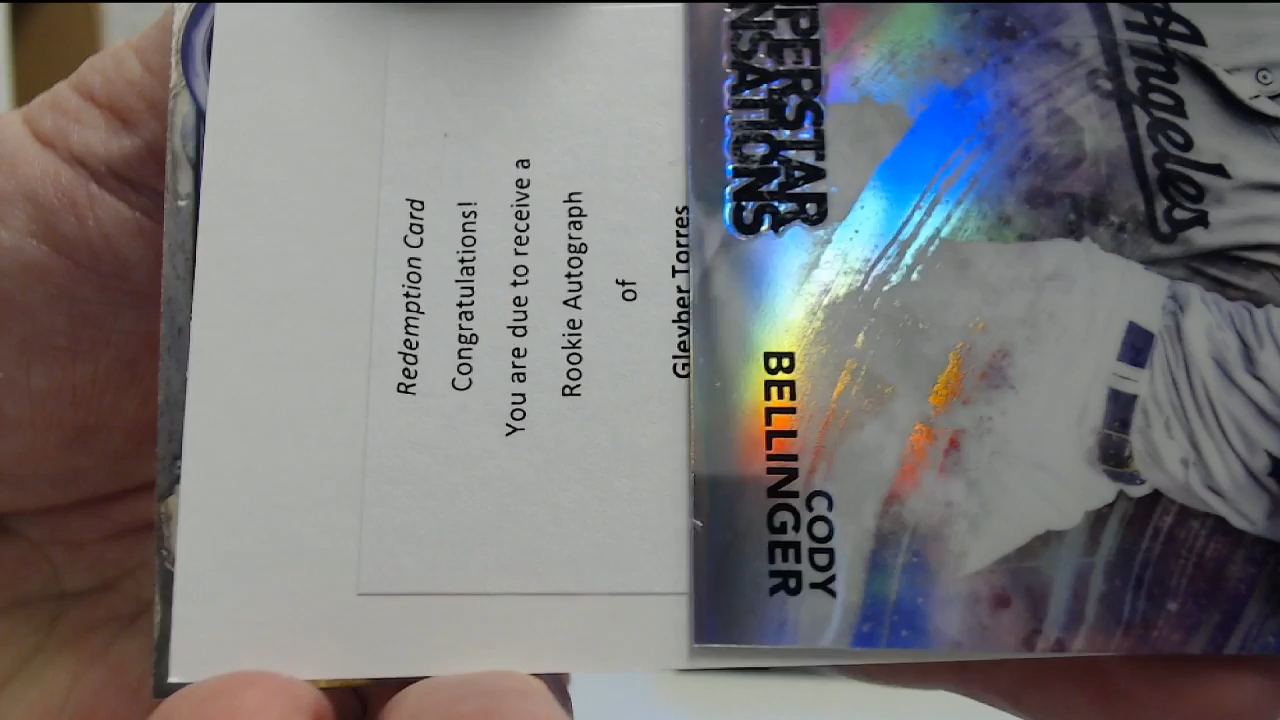 Redemption Card
Congratulations!
You are due to receive a
Rookie Autograph
of
Gleyber Torres
PERSTAR
NSATIONS
CODY
BELLINGER
Angeles